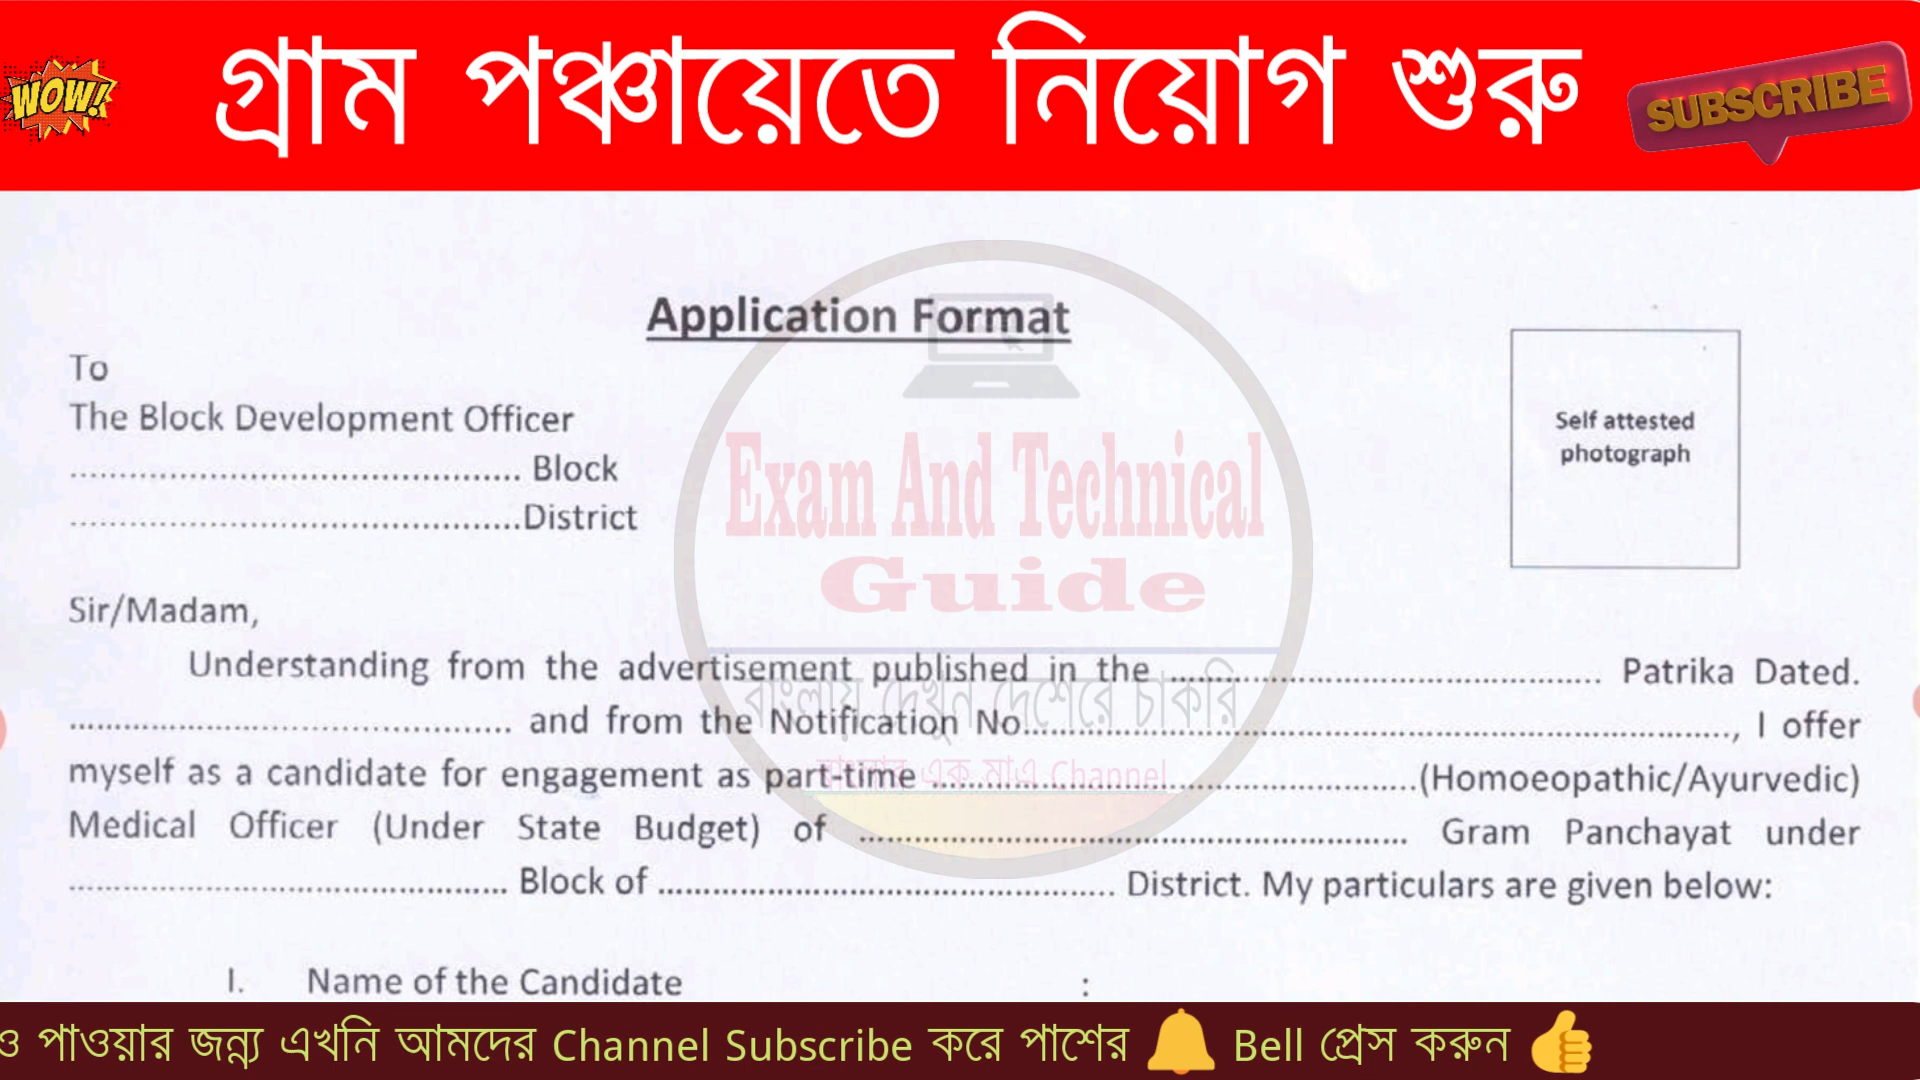 গ্রাম পঞ্চায়েতে নিয়োগ শুরু
WOW!
SUBSCRIBE
Application Format
To
The Block Development Officer
............................................. Block
.............................................District
Self attested
photograph
Sir/Madam,
Understanding from the advertisement published in the ............................................. Patrika Dated.
............................................. and from the Notification No......................................................................., I offer
myself as a candidate for engagement as part-time ..................................................(Homoeopathic/Ayurvedic)
Medical Officer (Under State Budget) of ....................................................... Gram Panchayat under
............................................. Block of .............................................. District. My particulars are given below:
I. Name of the Candidate :
Exam And Technical
Guide
বাংলায় দেখুন দেশেরে চাকরি
বাংলার এক মাএ Channel
ও পাওয়ার জন্ন্য এখনি আমদের Channel Subscribe করে পাশের 🔔 Bell প্রেস করুন 👍